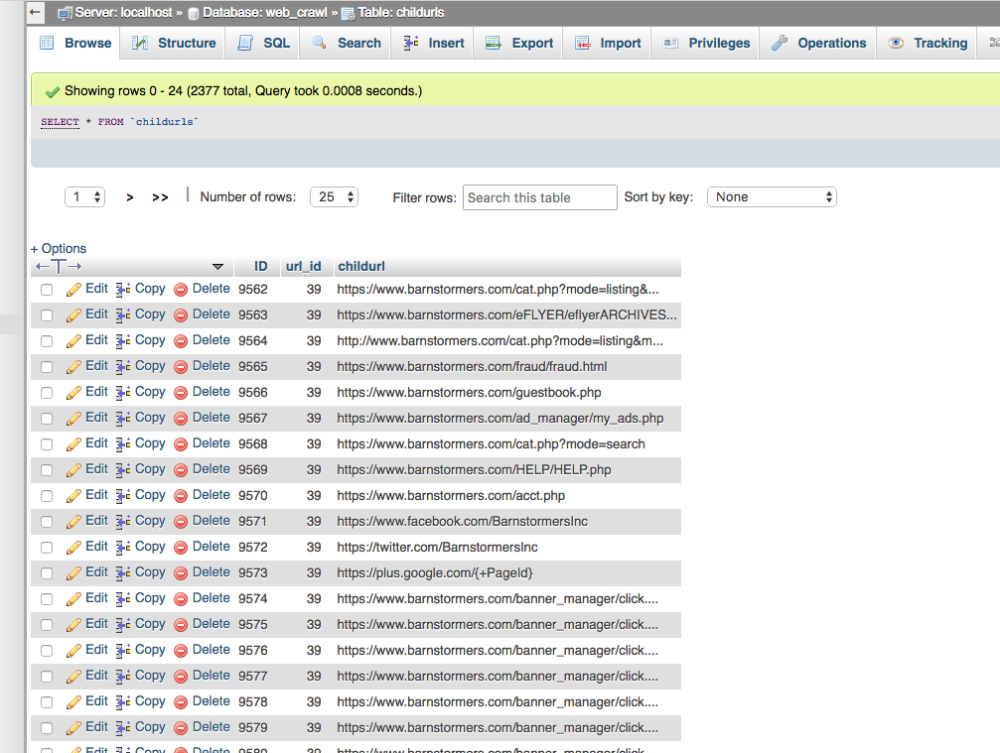 Server: localhost » Database: web_crawl » Table: childurls
Browse Structure SQL Search Insert Export Import Privileges Operations Tracking
Showing rows 0 - 24 (2377 total, Query took 0.0008 seconds.)
SELECT * FROM `childurls`
1 > >> | Number of rows: 25 Filter rows: Search this table Sort by key: None
+ Options
←T→ ID url_id childurl
Edit Copy Delete 9562 39 https://www.barnstormers.com/cat.php?mode=listing&...
Edit Copy Delete 9563 39 https://www.barnstormers.com/eFLYER/eflyerARCHIVES...
Edit Copy Delete 9564 39 http://www.barnstormers.com/cat.php?mode=listing&m...
Edit Copy Delete 9565 39 https://www.barnstormers.com/fraud/fraud.html
Edit Copy Delete 9566 39 https://www.barnstormers.com/guestbook.php
Edit Copy Delete 9567 39 https://www.barnstormers.com/ad_manager/my_ads.php
Edit Copy Delete 9568 39 https://www.barnstormers.com/cat.php?mode=search
Edit Copy Delete 9569 39 https://www.barnstormers.com/HELP/HELP.php
Edit Copy Delete 9570 39 https://www.barnstormers.com/acct.php
Edit Copy Delete 9571 39 https://www.facebook.com/BarnstormersInc
Edit Copy Delete 9572 39 https://twitter.com/BarnstormersInc
Edit Copy Delete 9573 39 https://plus.google.com/{+PageId}
Edit Copy Delete 9574 39 https://www.barnstormers.com/banner_manager/click....
Edit Copy Delete 9575 39 https://www.barnstormers.com/banner_manager/click....
Edit Copy Delete 9576 39 https://www.barnstormers.com/banner_manager/click....
Edit Copy Delete 9577 39 https://www.barnstormers.com/banner_manager/click....
Edit Copy Delete 9578 39 https://www.barnstormers.com/banner_manager/click....
Edit Copy Delete 9579 39 https://www.barnstormers.com/banner_manager/click....
Edit Copy Delete 9580 39 https://www.barnstormers.com/banner_manager/click....